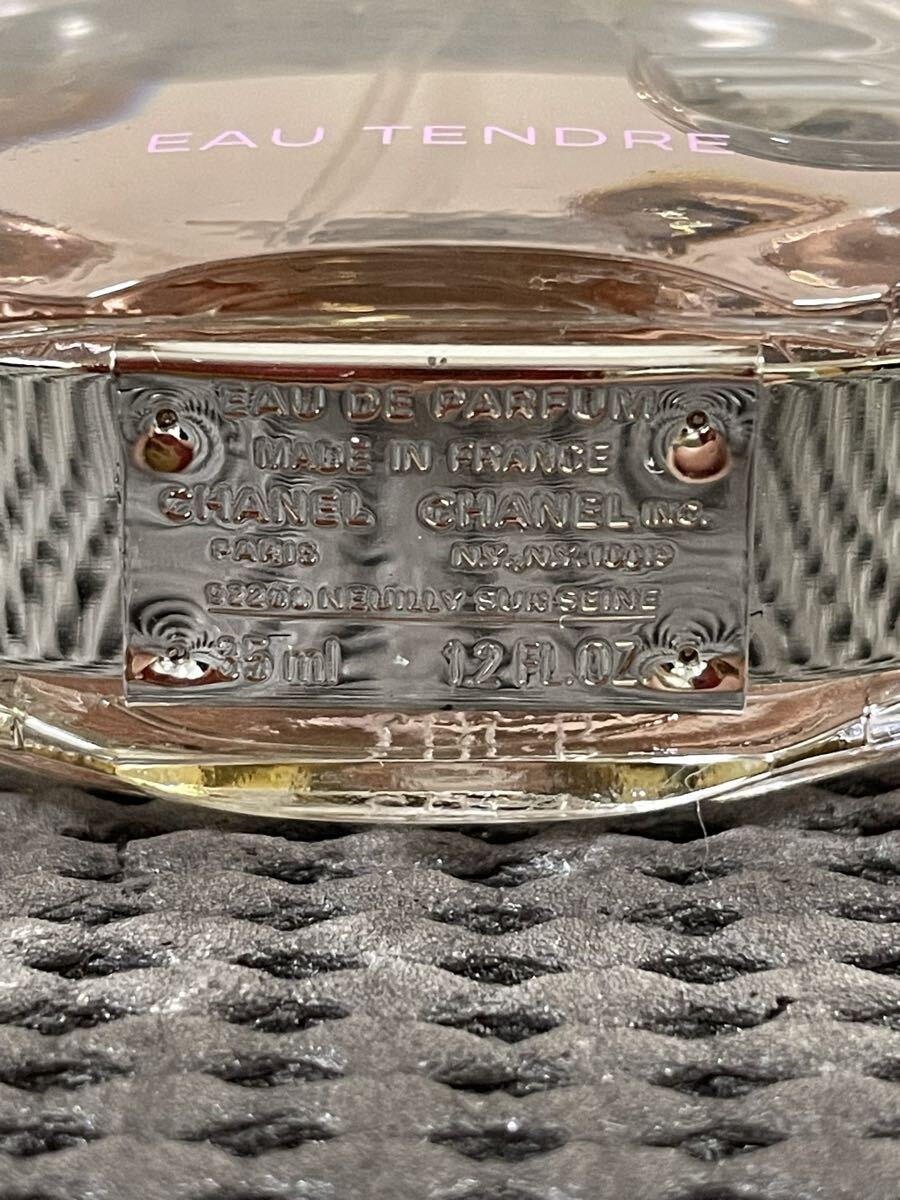 EAU TENDRE
EAU DE PARFUM
MADE IN FRANCE
CHANEL CHANEL INC.
PARIS N.Y., N.Y. 10019
92200 NEUILLY-SUR-SEINE
35 ml 1.2 FL.OZ.